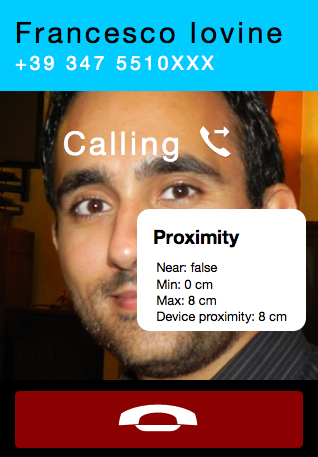 Francesco Iovine
+39 347 5510XXX
Calling
Proximity
Near: false
Min: 0 cm
Max: 8 cm
Device proximity: 8 cm